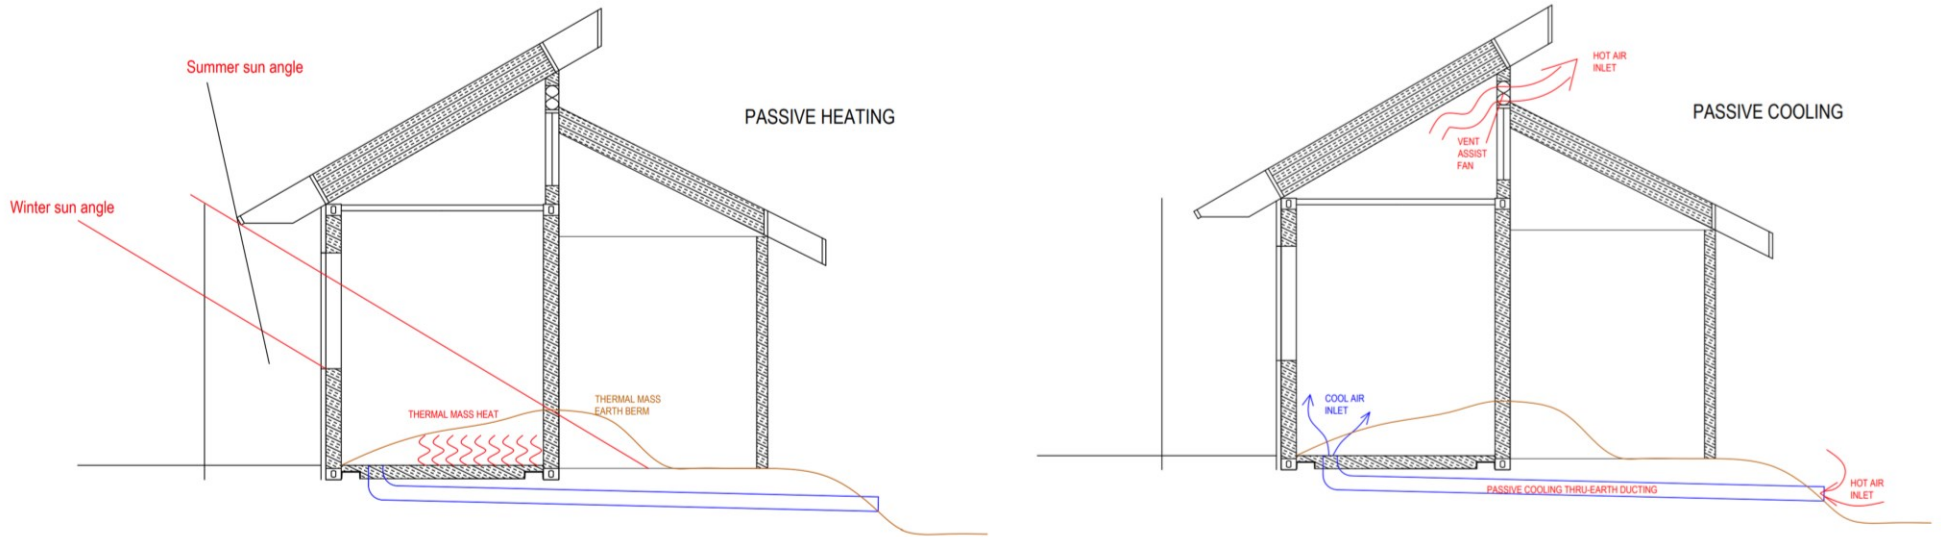 Summer sun angle
PASSIVE HEATING
Winter sun angle
THERMAL MASS HEAT
THERMAL MASS
EARTH BERM
HOT AIR
INLET
PASSIVE COOLING
VENT
ASSIST
FAN
COOL AIR
INLET
PASSIVE COOLING THRU-EARTH DUCTING
HOT AIR
INLET